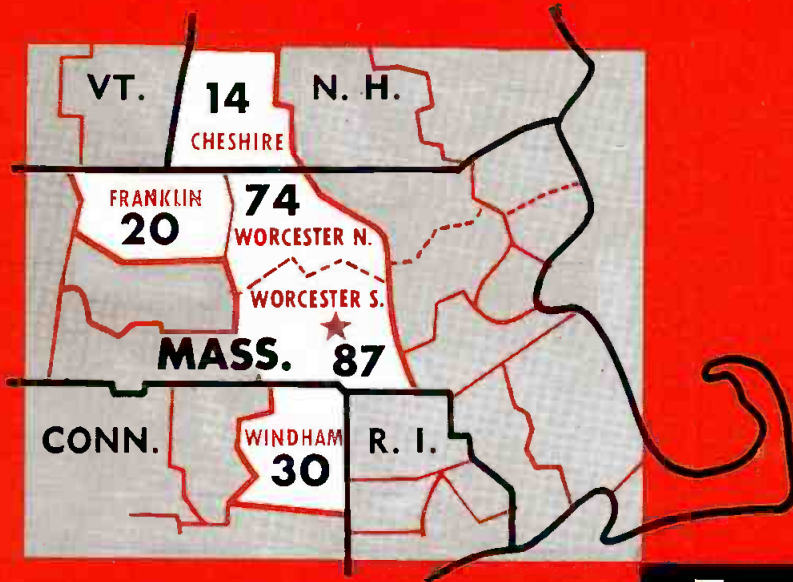 VT.
14
CHESHIRE
N. H.
FRANKLIN
20
74
WORCESTER N.
WORCESTER S.
MASS. 87
CONN.
WINDHAM
30
R. I.